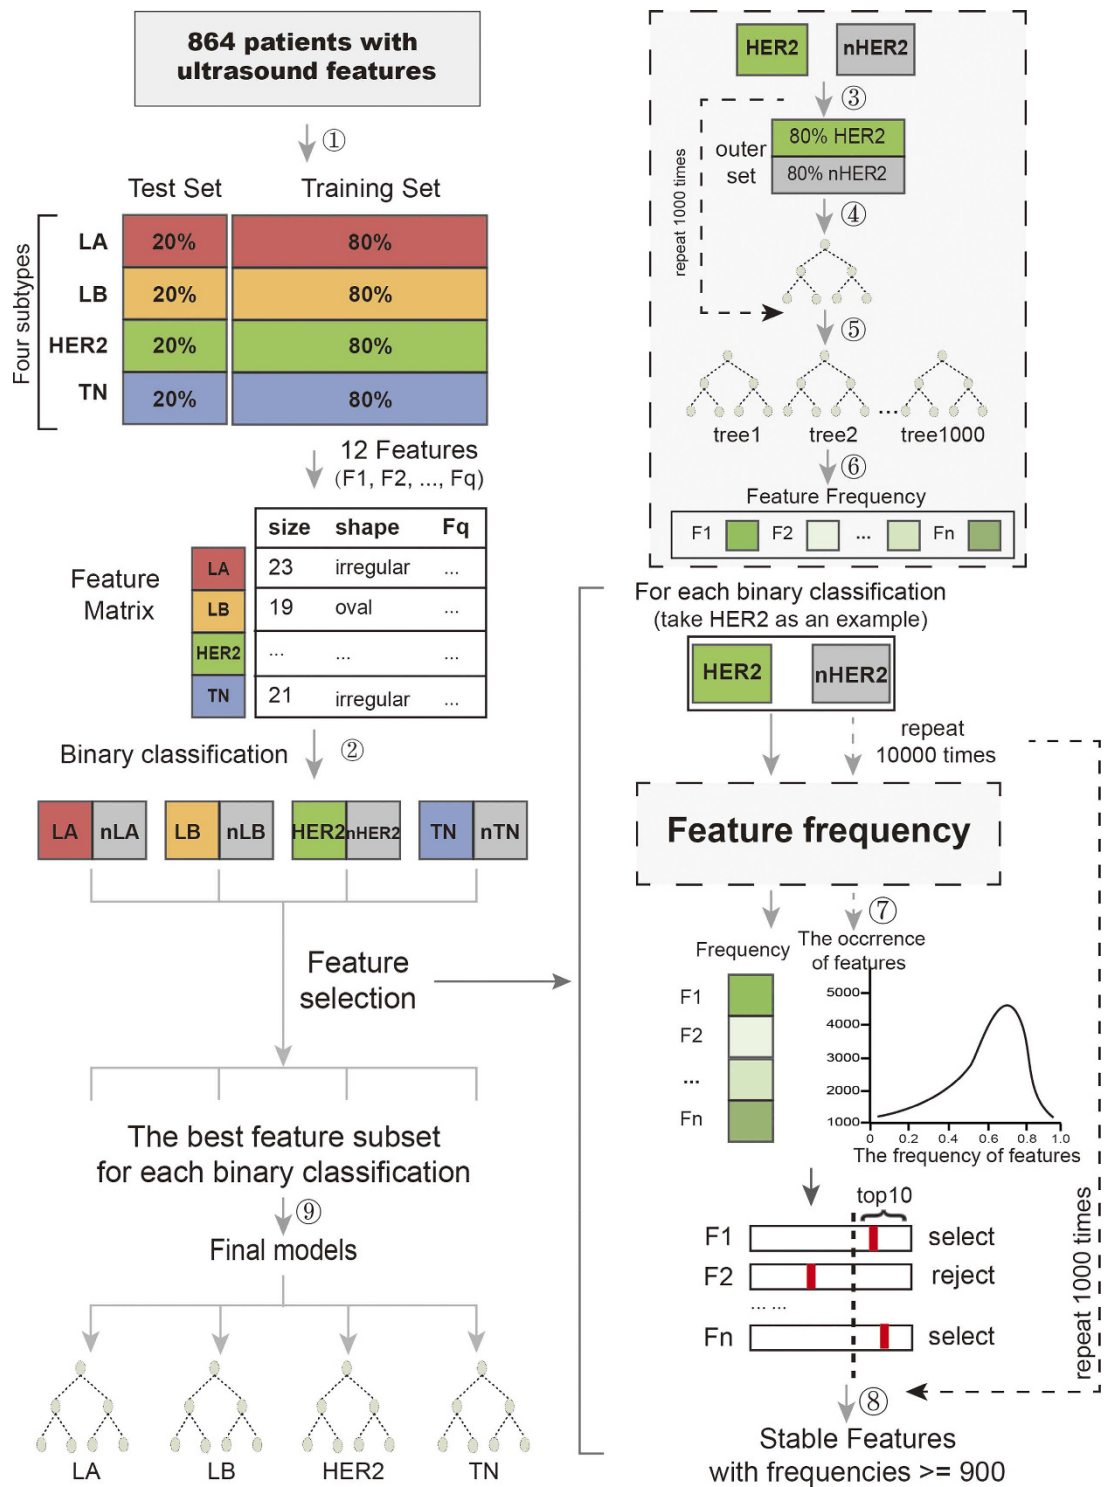 864 patients with
ultrasound features
①
Test Set
Training Set
Four subtypes
LA
20%
80%
LB
20%
80%
HER2
20%
80%
TN
20%
80%
12 Features
(F1, F2, ..., Fq)
Feature
Matrix
size shape Fq
LA 23 irregular ...
LB 19 oval ...
HER2 ... ... ...
TN 21 irregular ...
Binary classification
②
LA nLA
LB nLB
HER2 nHER2
TN nTN
Feature
selection
The best feature subset
for each binary classification
⑨
Final models
LA
LB
HER2
TN
HER2
nHER2
③
80% HER2
80% nHER2
outer
set
repeat 1000 times
④
⑤
tree1
tree2
...
tree1000
⑥
Feature Frequency
F1
F2
...
Fn
For each binary classification
(take HER2 as an example)
HER2
nHER2
repeat
10000 times
Feature frequency
⑦
Frequency
F1
F2
...
Fn
The occrrence
of features
5000
4000
3000
2000
1000
0 0.2 0.4 0.6 0.8 1.0
The frequency of features
top10
F1 select
F2 reject
... ...
Fn select
repeat 1000 times
⑧
Stable Features
with frequencies >= 900